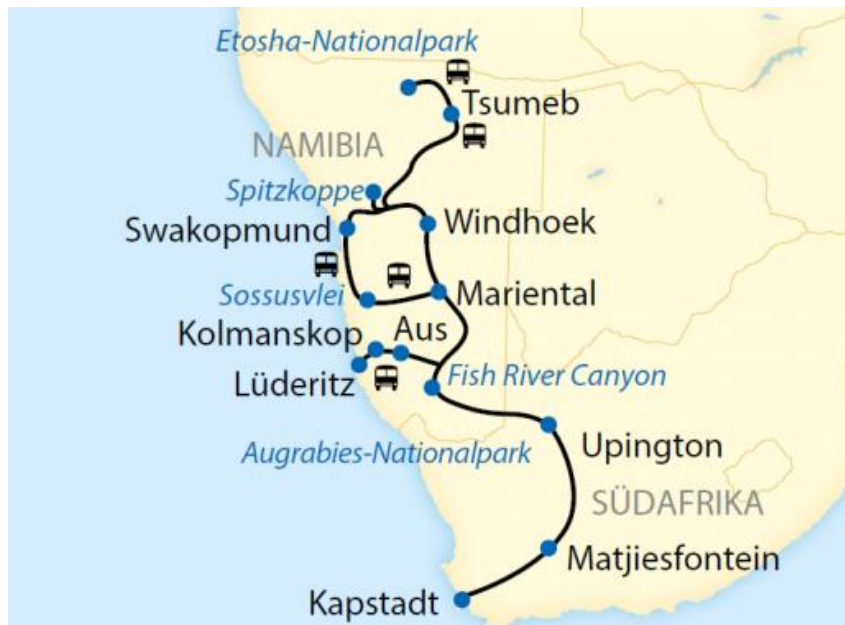 Etosha-Nationalpark
Tsumeb
NAMIBIA
Spitzkoppe
Swakopmund
Windhoek
Sossusvlei
Mariental
Kolmanskop
Aus
Lüderitz
Fish River Canyon
Augrabies-Nationalpark
Upington
SÜDAFRIKA
Matjiesfontein
Kapstadt